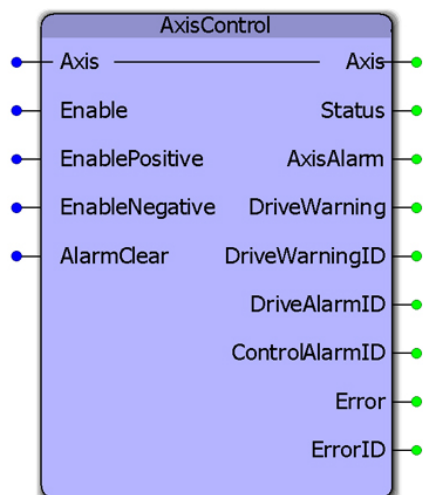 AxisControl
Axis Axis
Enable Status
EnablePositive AxisAlarm
EnableNegative DriveWarning
AlarmClear DriveWarningID
DriveAlarmID
ControlAlarmID
Error
ErrorID